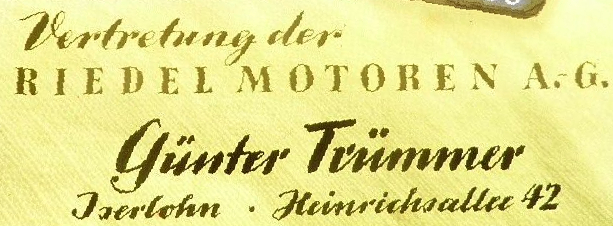 Vertretung der
RIEDEL MOTOREN A.-G.
Günter Trümmer
Iserlohn · Heinrichsallee 42